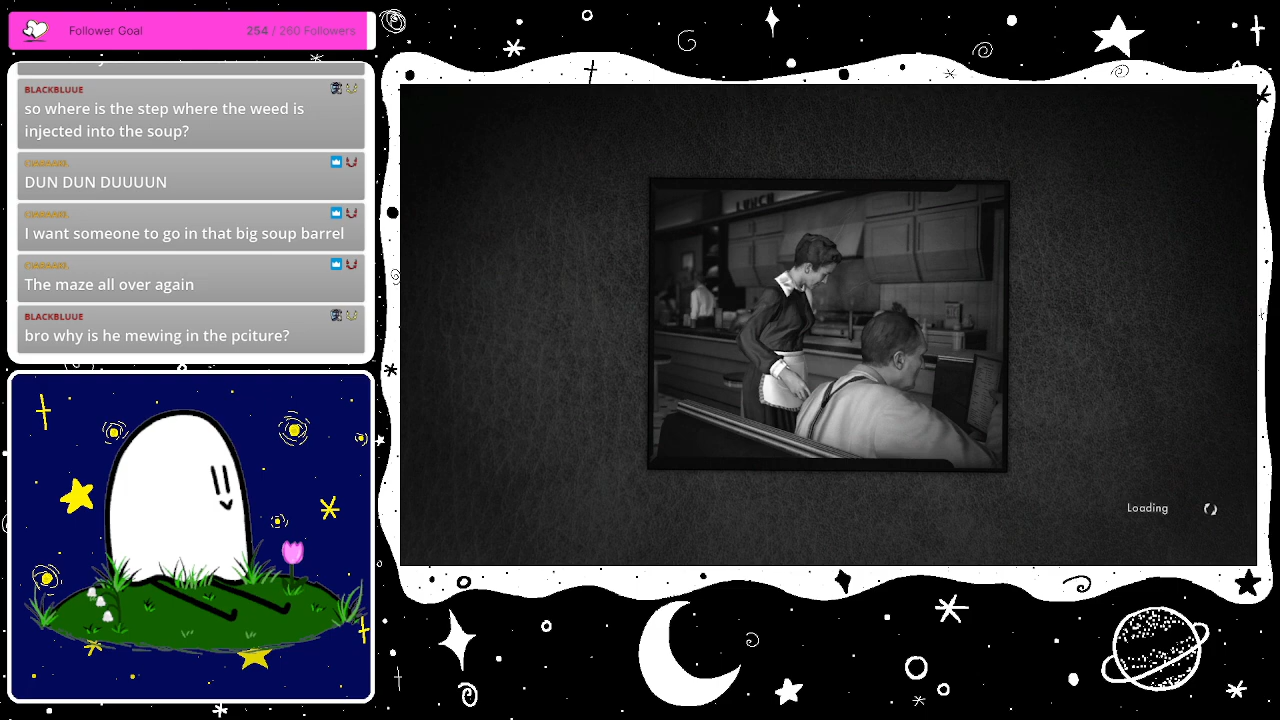 Follower Goal
254 / 260 Followers
BLACKBLUUE
so where is the step where the weed is
injected into the soup?
DUN DUN DUUUUN
I want someone to go in that big soup barrel
The maze all over again
BLACKBLUUE
bro why is he mewing in the pciture?
LUNCH
Loading